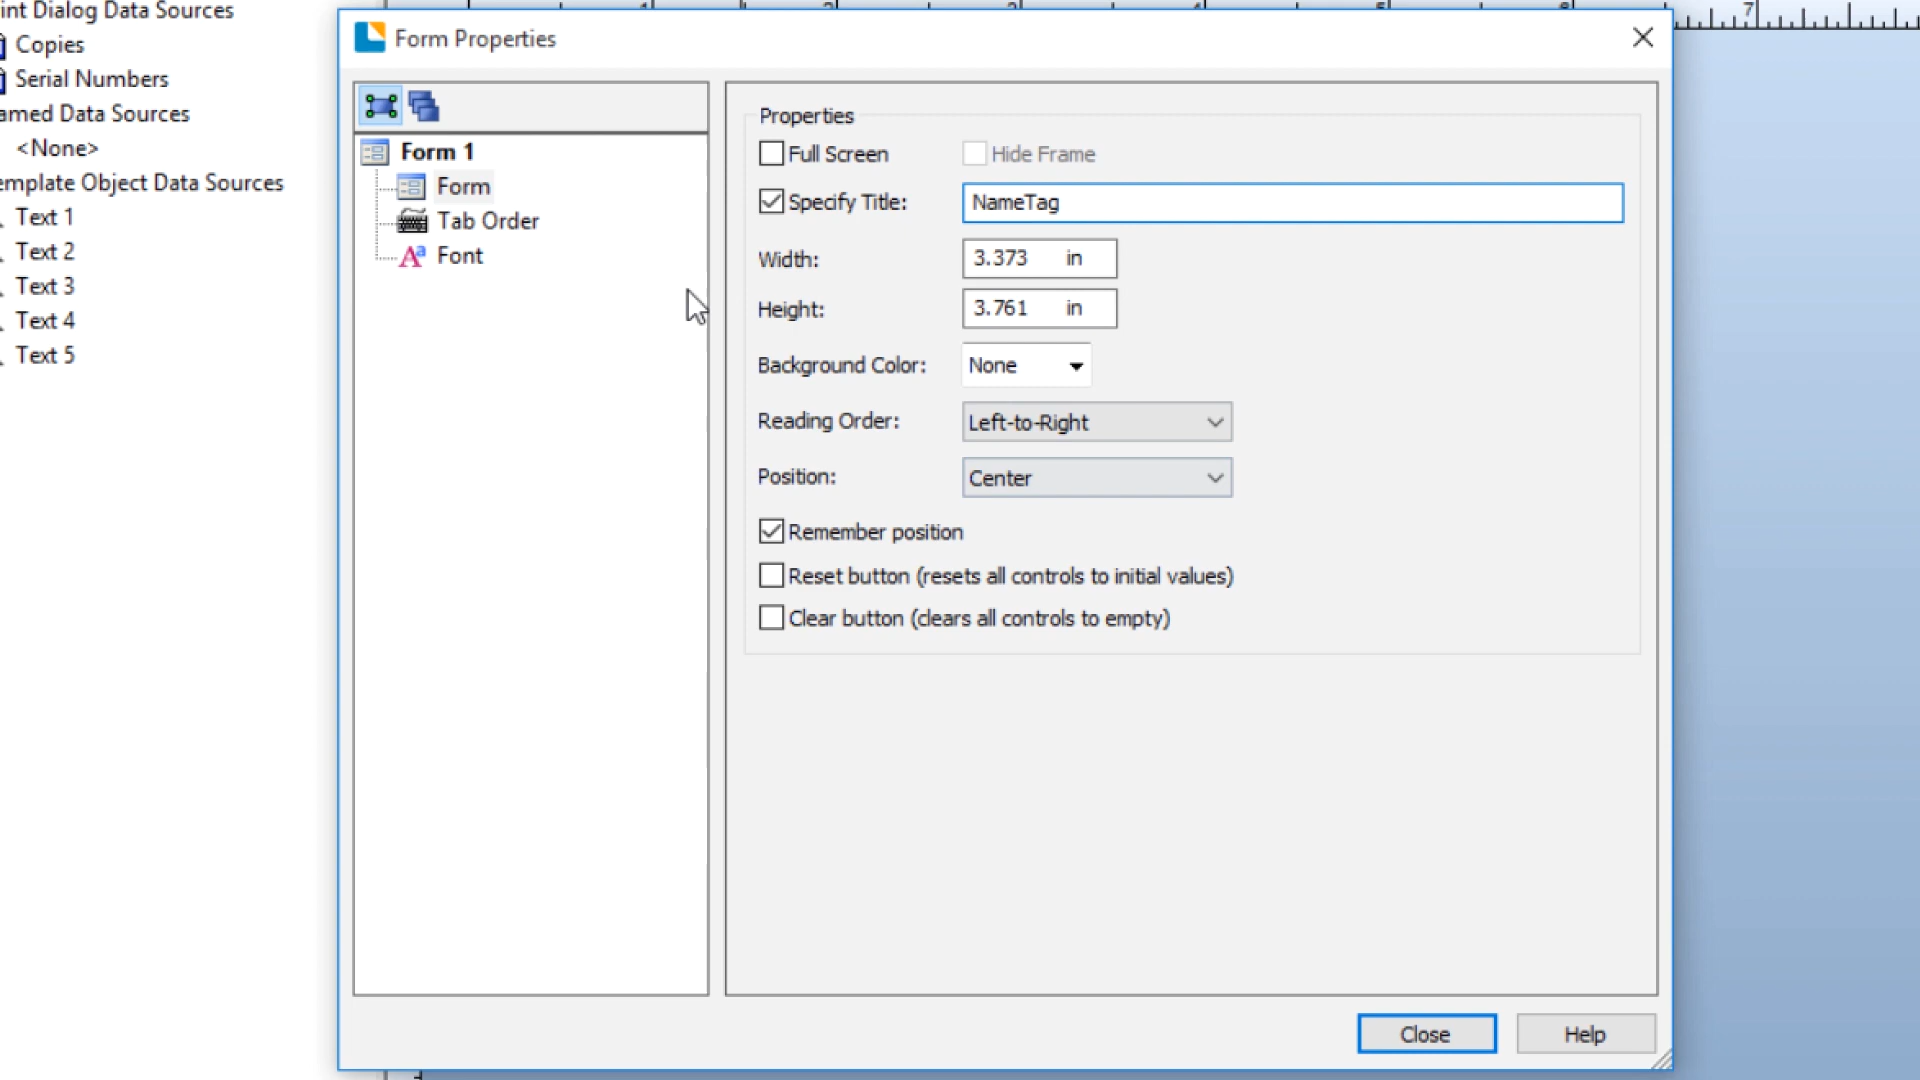 int Dialog Data Sources
Copies
Serial Numbers
amed Data Sources
<None>
emplate Object Data Sources
Text 1
Text 2
Text 3
Text 4
Text 5
Form Properties
Form 1
Form
Tab Order
Font
Properties
Full Screen Hide Frame
Specify Title: NameTag
Width: 3.373 in
Height: 3.761 in
Background Color: None
Reading Order: Left-to-Right
Position: Center
Remember position
Reset button (resets all controls to initial values)
Clear button (clears all controls to empty)
Close Help
7